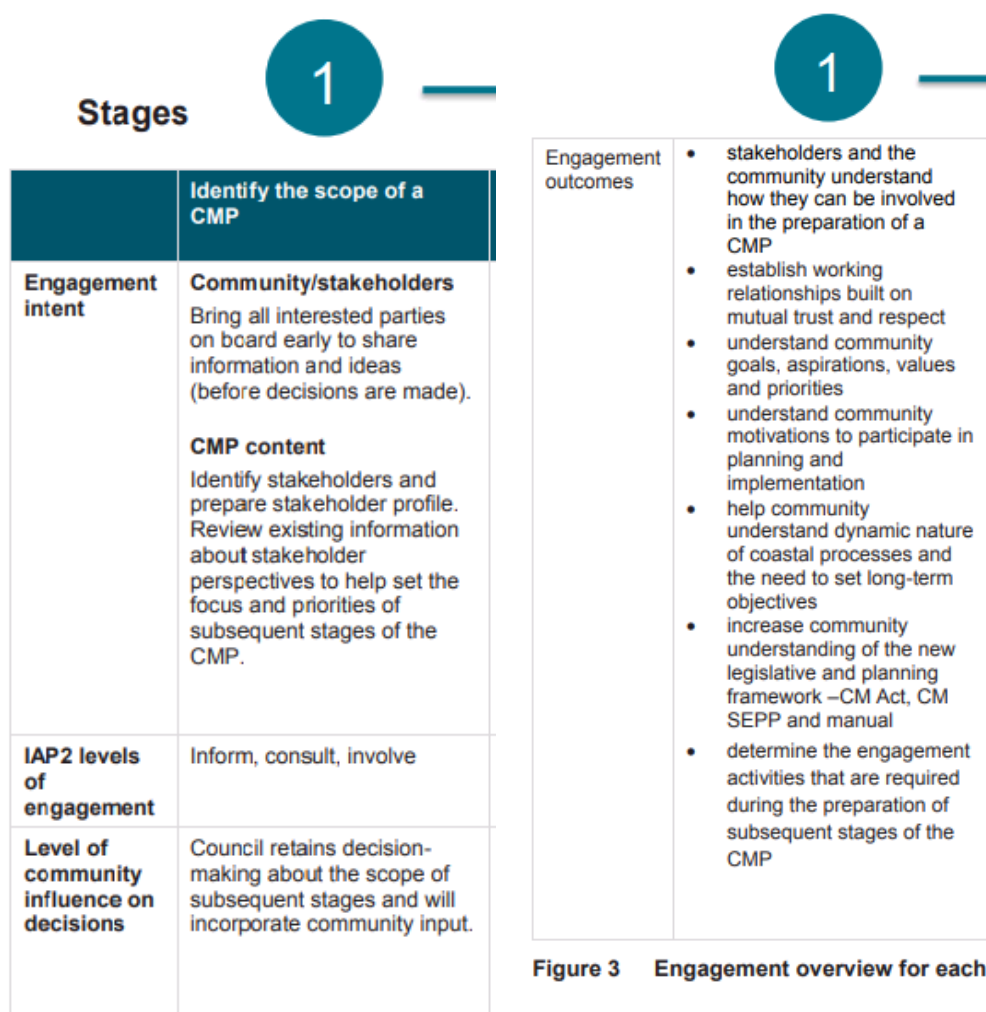 1
Stages
Identify the scope of a
CMP
Engagement
intent
Community/stakeholders
Bring all interested parties
on board early to share
information and ideas
(before decisions are made).
CMP content
Identify stakeholders and
prepare stakeholder profile.
Review existing information
about stakeholder
perspectives to help set the
focus and priorities of
subsequent stages of the
CMP.
IAP2 levels
of
engagement
Inform, consult, involve
Level of
community
influence on
decisions
Council retains decision-
making about the scope of
subsequent stages and will
incorporate community input.
1
Engagement
outcomes
• stakeholders and the
community understand
how they can be involved
in the preparation of a
CMP
• establish working
relationships built on
mutual trust and respect
• understand community
goals, aspirations, values
and priorities
• understand community
motivations to participate in
planning and
implementation
• help community
understand dynamic nature
of coastal processes and
the need to set long-term
objectives
• increase community
understanding of the new
legislative and planning
framework –CM Act, CM
SEPP and manual
• determine the engagement
activities that are required
during the preparation of
subsequent stages of the
CMP
Figure 3 Engagement overview for each